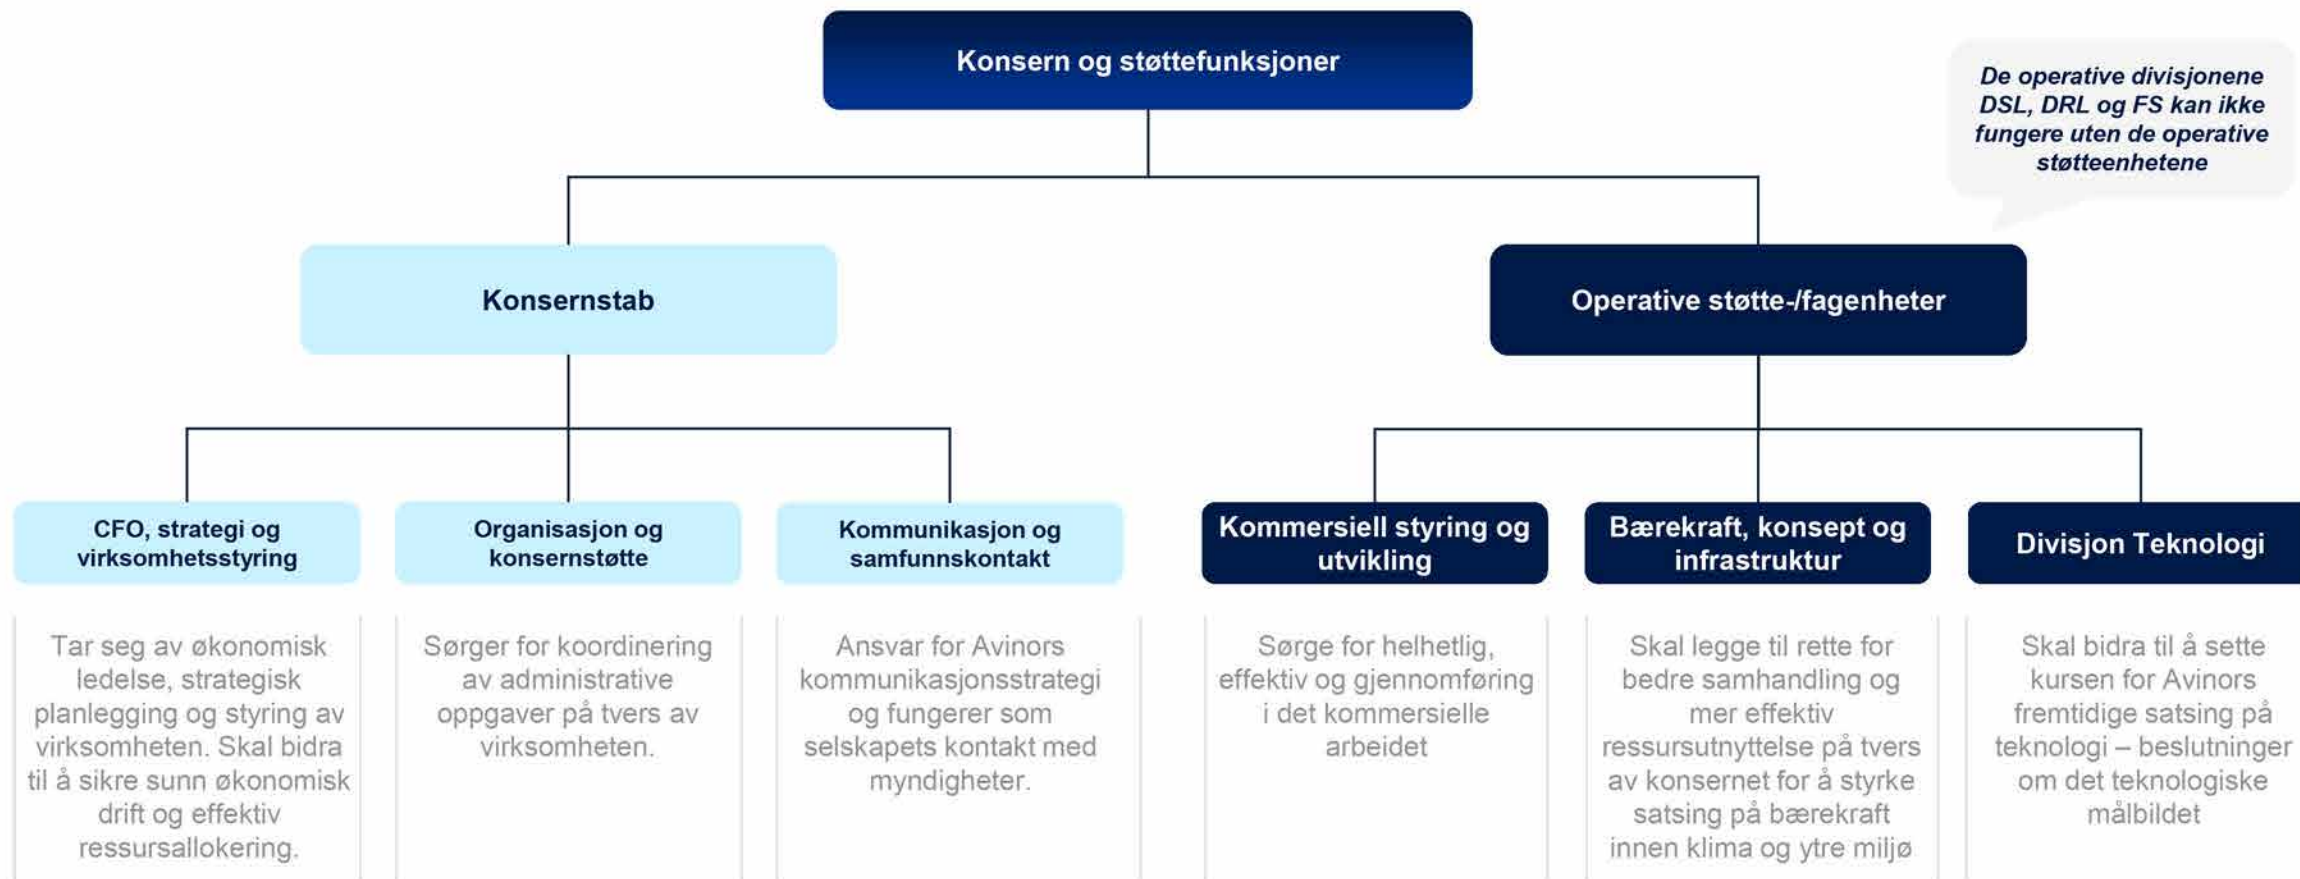 Konsern og støttefunksjoner
De operative divisjonene
DSL, DRL og FS kan ikke
fungere uten de operative
støtteenhetene
Konsernstab
Operative støtte-/fagenheter
CFO, strategi og
virksomhetsstyring
Tar seg av økonomisk
ledelse, strategisk
planlegging og styring av
virksomheten. Skal bidra
til å sikre sunn økonomisk
drift og effektiv
ressursallokering.
Organisasjon og
konsernstøtte
Sørger for koordinering
av administrative
oppgaver på tvers av
virksomheten.
Kommunikasjon og
samfunnskontakt
Ansvar for Avinors
kommunikasjonsstrategi
og fungerer som
selskapets kontakt med
myndigheter.
Kommersiell styring og
utvikling
Sørge for helhetlig,
effektiv og gjennomføring
i det kommersielle
arbeidet
Bærekraft, konsept og
infrastruktur
Skal legge til rette for
bedre samhandling og
mer effektiv
ressursutnyttelse på tvers
av konsernet for å styrke
satsing på bærekraft
innen klima og ytre miljø
Divisjon Teknologi
Skal bidra til å sette
kursen for Avinors
fremtidige satsing på
teknologi – beslutninger
om det teknologiske
målbildet